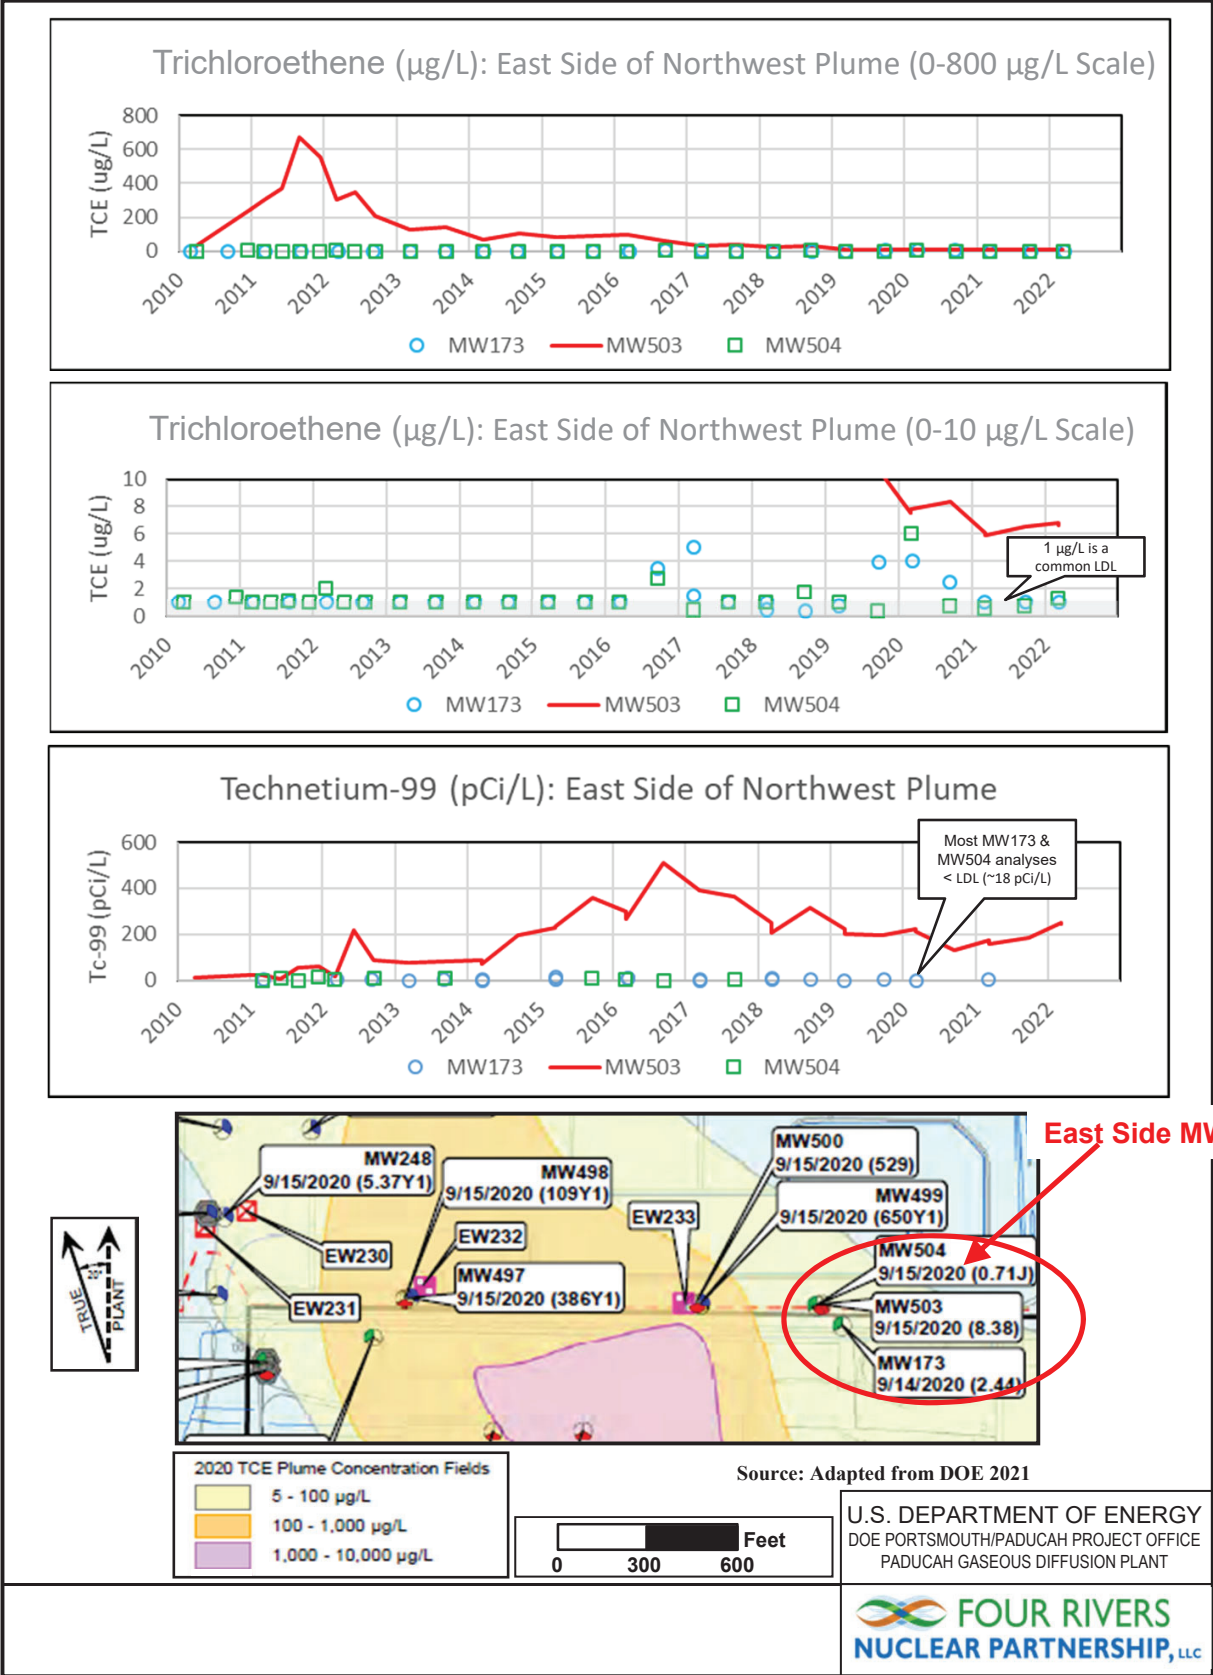 Trichloroethene (µg/L): East Side of Northwest Plume (0-800 µg/L Scale)
TCE (ug/L)
800
600
400
200
0
2010
2011
2012
2013
2014
2015
2016
2017
2018
2019
2020
2021
2022
MW173
MW503
MW504
Trichloroethene (µg/L): East Side of Northwest Plume (0-10 µg/L Scale)
TCE (ug/L)
10
8
6
4
2
0
1 µg/L is a
common LDL
2010
2011
2012
2013
2014
2015
2016
2017
2018
2019
2020
2021
2022
MW173
MW503
MW504
Technetium-99 (pCi/L): East Side of Northwest Plume
Tc-99 (pCi/L)
600
400
200
0
Most MW173 &
MW504 analyses
< LDL (~18 pCi/L)
2010
2011
2012
2013
2014
2015
2016
2017
2018
2019
2020
2021
2022
MW173
MW503
MW504
East Side MW
MW248
9/15/2020 (5.37Y1)
MW498
9/15/2020 (109Y1)
MW500
9/15/2020 (529)
MW499
9/15/2020 (650Y1)
EW230
EW232
EW233
MW497
9/15/2020 (386Y1)
EW231
MW504
9/15/2020 (0.71J)
MW503
9/15/2020 (8.38)
MW173
9/14/2020 (2.44)
TRUE
20°
PLANT
2020 TCE Plume Concentration Fields
5 - 100 µg/L
100 - 1,000 µg/L
1,000 - 10,000 µg/L
Source: Adapted from DOE 2021
Feet
0 300 600
U.S. DEPARTMENT OF ENERGY
DOE PORTSMOUTH/PADUCAH PROJECT OFFICE
PADUCAH GASEOUS DIFFUSION PLANT
FOUR RIVERS
NUCLEAR PARTNERSHIP, LLC